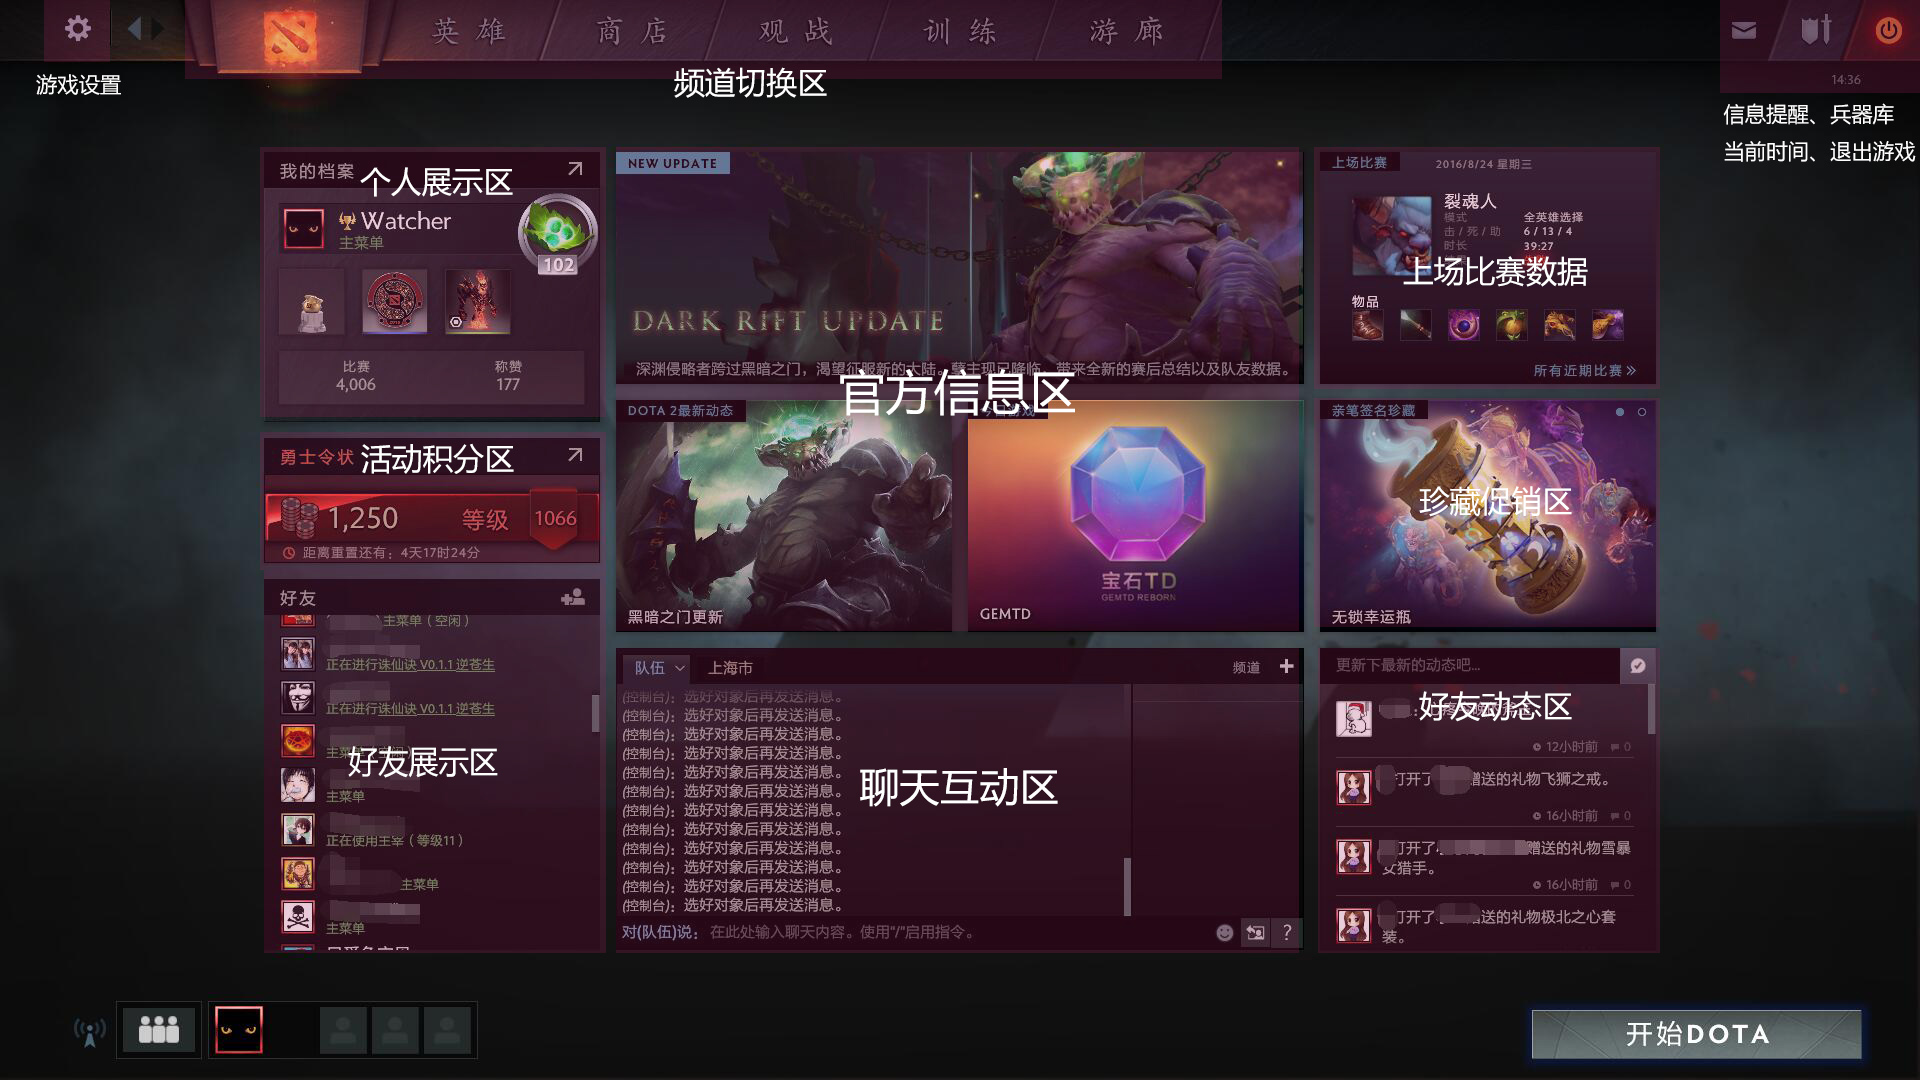 英雄
商店
观战
训练
游廊
游戏设置
频道切换区
14:36
信息提醒、兵器库
当前时间、退出游戏
我的档案
个人展示区
Watcher
主菜单
102
比赛
4,006
称赞
177
NEW UPDATE
DARK RIFT UPDATE
深渊侵略者跨过黑暗之门，渴望征服新的大陆。孽主现已降临，带来全新的赛后总结以及队友数据。
官方信息区
上场比赛
2016/8/24 星期三
裂魂人
模式
全英雄选择
击 / 死 / 助
6 / 13 / 4
时长
39:27
上场比赛数据
物品
所有近期比赛
勇士令状
活动积分区
1,250
等级
1066
距离重置还有：4天17时24分
DOTA 2最新动态
黑暗之门更新
今日游戏
宝石TD
GEMTD REBORN
GEMTD
亲笔签名珍藏
珍藏促销区
无锁幸运瓶
好友
主菜单（空闲）
正在进行诛仙诀 V0.1.1 逆苍生
正在进行诛仙诀 V0.1.1 逆苍生
好友展示区
主菜单
正在使用主宰（等级11）
主菜单
主菜单
队伍
上海市
频道
(控制台)：选好对象后再发送消息。
(控制台)：选好对象后再发送消息。
(控制台)：选好对象后再发送消息。
(控制台)：选好对象后再发送消息。
(控制台)：选好对象后再发送消息。
(控制台)：选好对象后再发送消息。
(控制台)：选好对象后再发送消息。
(控制台)：选好对象后再发送消息。
(控制台)：选好对象后再发送消息。
(控制台)：选好对象后再发送消息。
(控制台)：选好对象后再发送消息。
(控制台)：选好对象后再发送消息。
聊天互动区
对(队伍)说：在此处输入聊天内容。使用"/"启用指令。
?
更新下最新的动态吧...
好友动态区
12小时前
0
打开了
赠送的礼物飞狮之戒。
16小时前
0
打开了
赠送的礼物雪暴
女猎手。
16小时前
0
打开了
送的礼物极北之心套
装。
开始DOTA